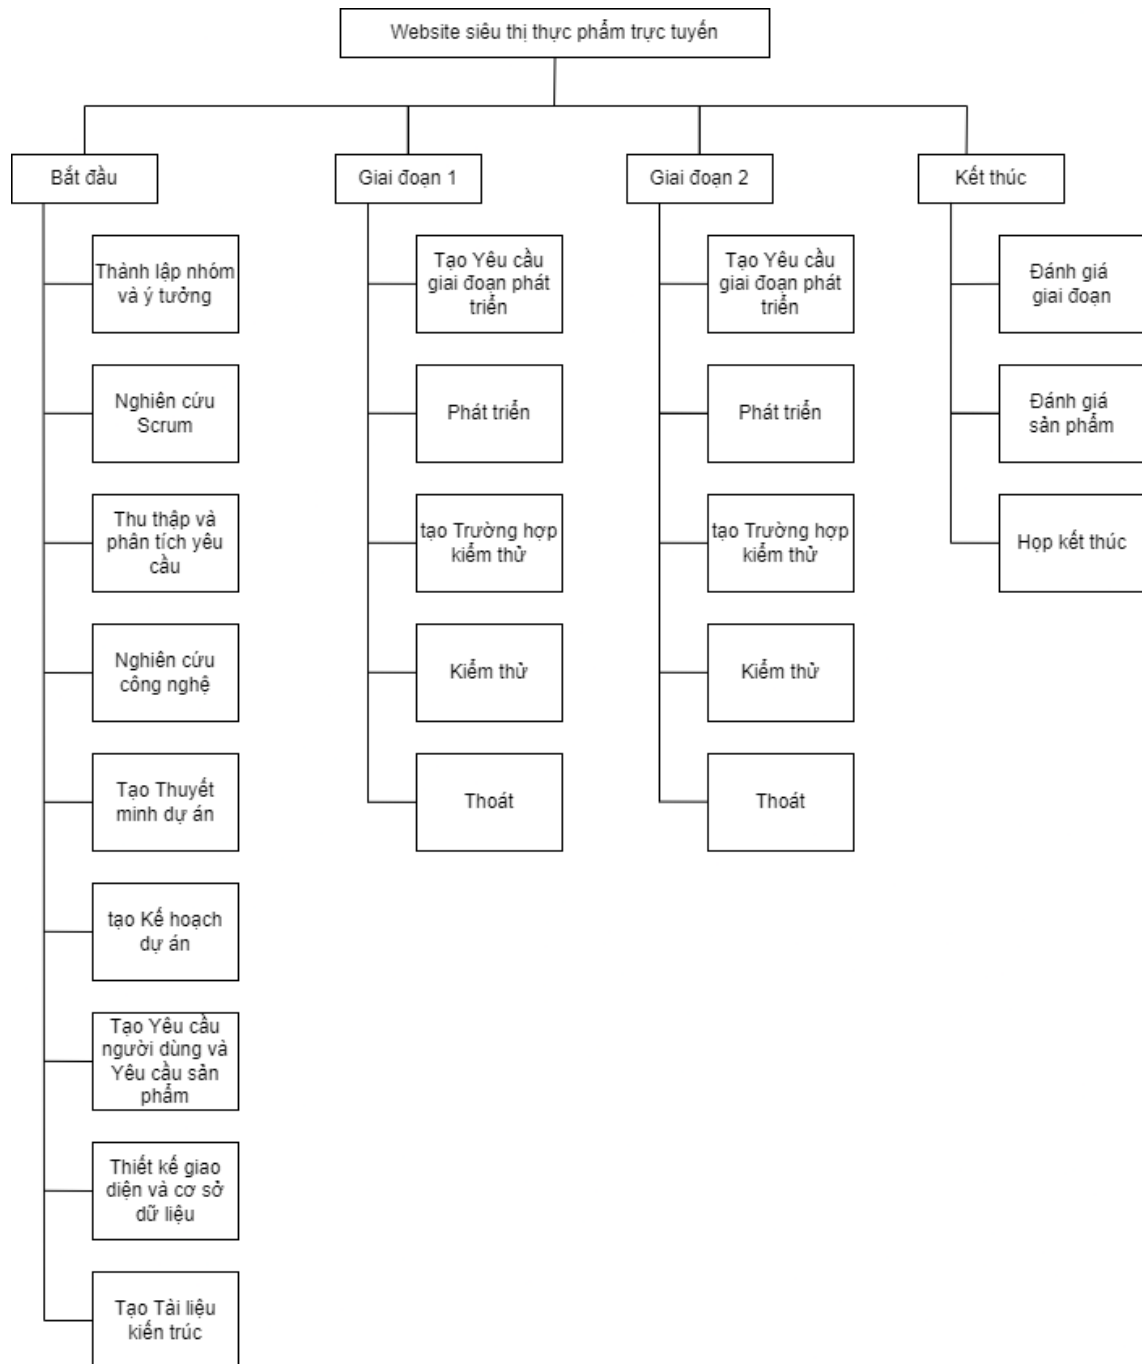 Website siêu thị thực phẩm trực tuyến
Bắt đầu
Thành lập nhóm
và ý tưởng
Nghiên cứu
Scrum
Thu thập và
phân tích yêu
cầu
Nghiên cứu
công nghệ
Tạo Thuyết
minh dự án
tạo Kế hoạch
dự án
Tạo Yêu cầu
người dùng và
Yêu cầu sản
phẩm
Thiết kế giao
diện và cơ sở
dữ liệu
Tạo Tài liệu
kiến trúc
Giai đoạn 1
Tạo Yêu cầu
giai đoạn phát
triển
Phát triển
tạo Trường hợp
kiểm thử
Kiểm thử
Thoát
Giai đoạn 2
Tạo Yêu cầu
giai đoạn phát
triển
Phát triển
tạo Trường hợp
kiểm thử
Kiểm thử
Thoát
Kết thúc
Đánh giá
giai đoạn
Đánh giá
sản phẩm
Họp kết thúc